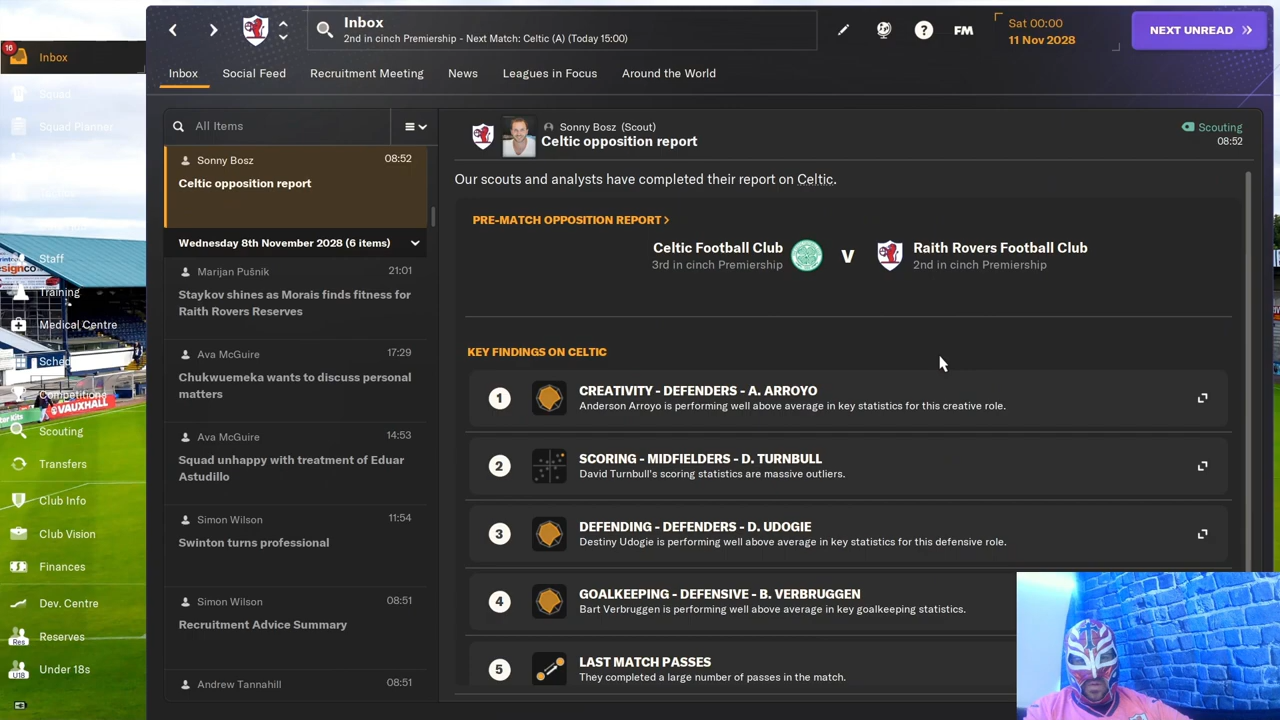 Inbox
2nd in cinch Premiership - Next Match: Celtic (A) (Today 15:00)
FM
Sat 00:00
11 Nov 2028
NEXT UNREAD
16
Inbox
Squad
Squad Planner
Staff
Training
Medical Centre
Sched
Competitions
Scouting
Transfers
Club Info
Club Vision
Finances
Dev. Centre
Reserves
Under 18s
Res
U18
VAUXHALL
Inbox
Social Feed
Recruitment Meeting
News
Leagues in Focus
Around the World
All Items
Sonny Bosz
08:52
Celtic opposition report
Wednesday 8th November 2028 (6 items)
Marijan Pušnik
21:01
Staykov shines as Morais finds fitness for
Raith Rovers Reserves
Ava McGuire
17:29
Chukwuemeka wants to discuss personal
matters
Ava McGuire
14:53
Squad unhappy with treatment of Eduar
Astudillo
Simon Wilson
11:54
Swinton turns professional
Simon Wilson
08:51
Recruitment Advice Summary
Andrew Tannahill
08:51
Sonny Bosz (Scout)
Celtic opposition report
Scouting
08:52
Our scouts and analysts have completed their report on Celtic.
PRE-MATCH OPPOSITION REPORT >
Celtic Football Club
3rd in cinch Premiership
v
Raith Rovers Football Club
2nd in cinch Premiership
KEY FINDINGS ON CELTIC
1
CREATIVITY - DEFENDERS - A. ARROYO
Anderson Arroyo is performing well above average in key statistics for this creative role.
2
SCORING - MIDFIELDERS - D. TURNBULL
David Turnbull's scoring statistics are massive outliers.
3
DEFENDING - DEFENDERS - D. UDOGIE
Destiny Udogie is performing well above average in key statistics for this defensive role.
4
GOALKEEPING - DEFENSIVE - B. VERBRUGGEN
Bart Verbruggen is performing well above average in key goalkeeping statistics.
5
LAST MATCH PASSES
They completed a large number of passes in the match.